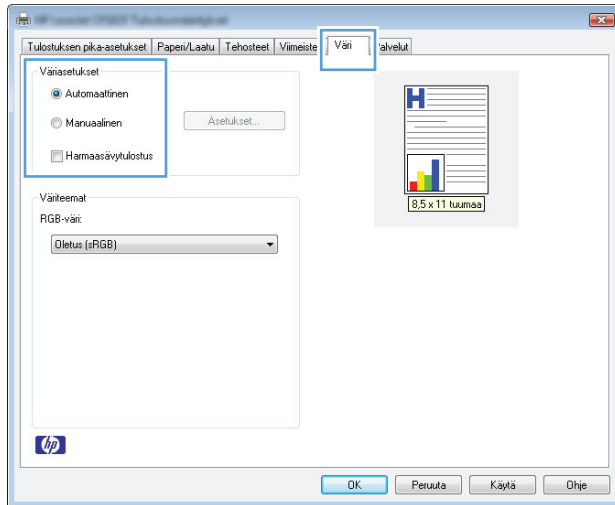 Tulostuksen pika-asetukset Paperi/Laatu Tehosteet Viimeiste Väri alvelut
Väriasetukset
Automaattinen
Manuaalinen
Asetukset...
Harmaasävytulostus
H
8,5 x 11 tuumaa
Väriteemat
RGB-väri:
Oletus (sRGB)
hp
OK Peruuta Käytä Ohje